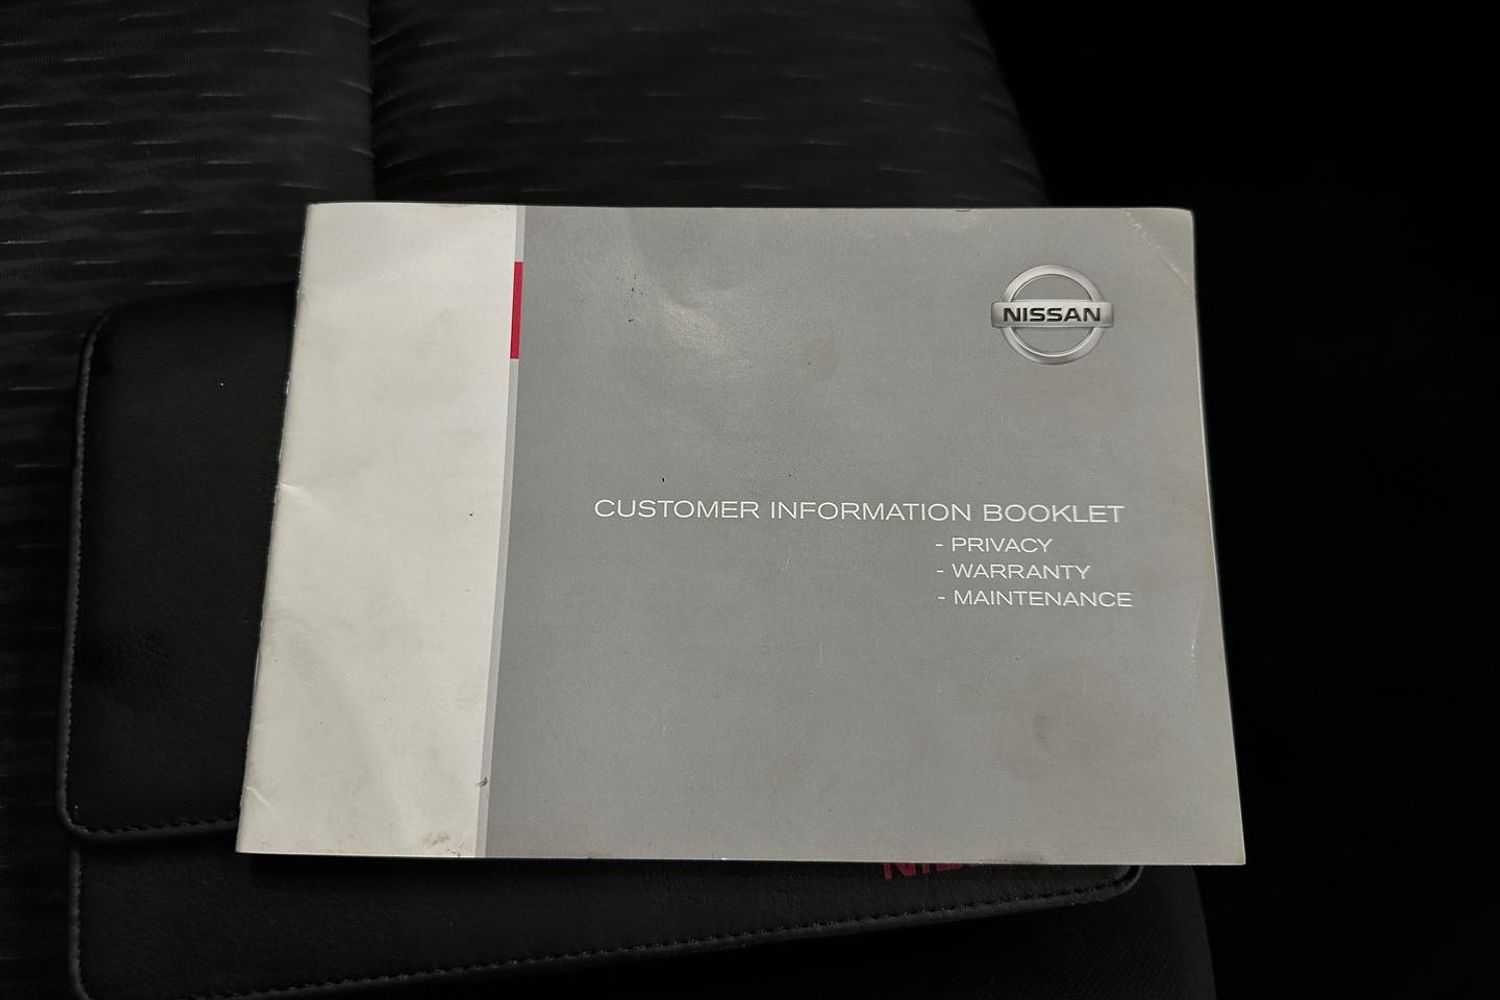 NISSAN
CUSTOMER INFORMATION BOOKLET
- PRIVACY
- WARRANTY
- MAINTENANCE